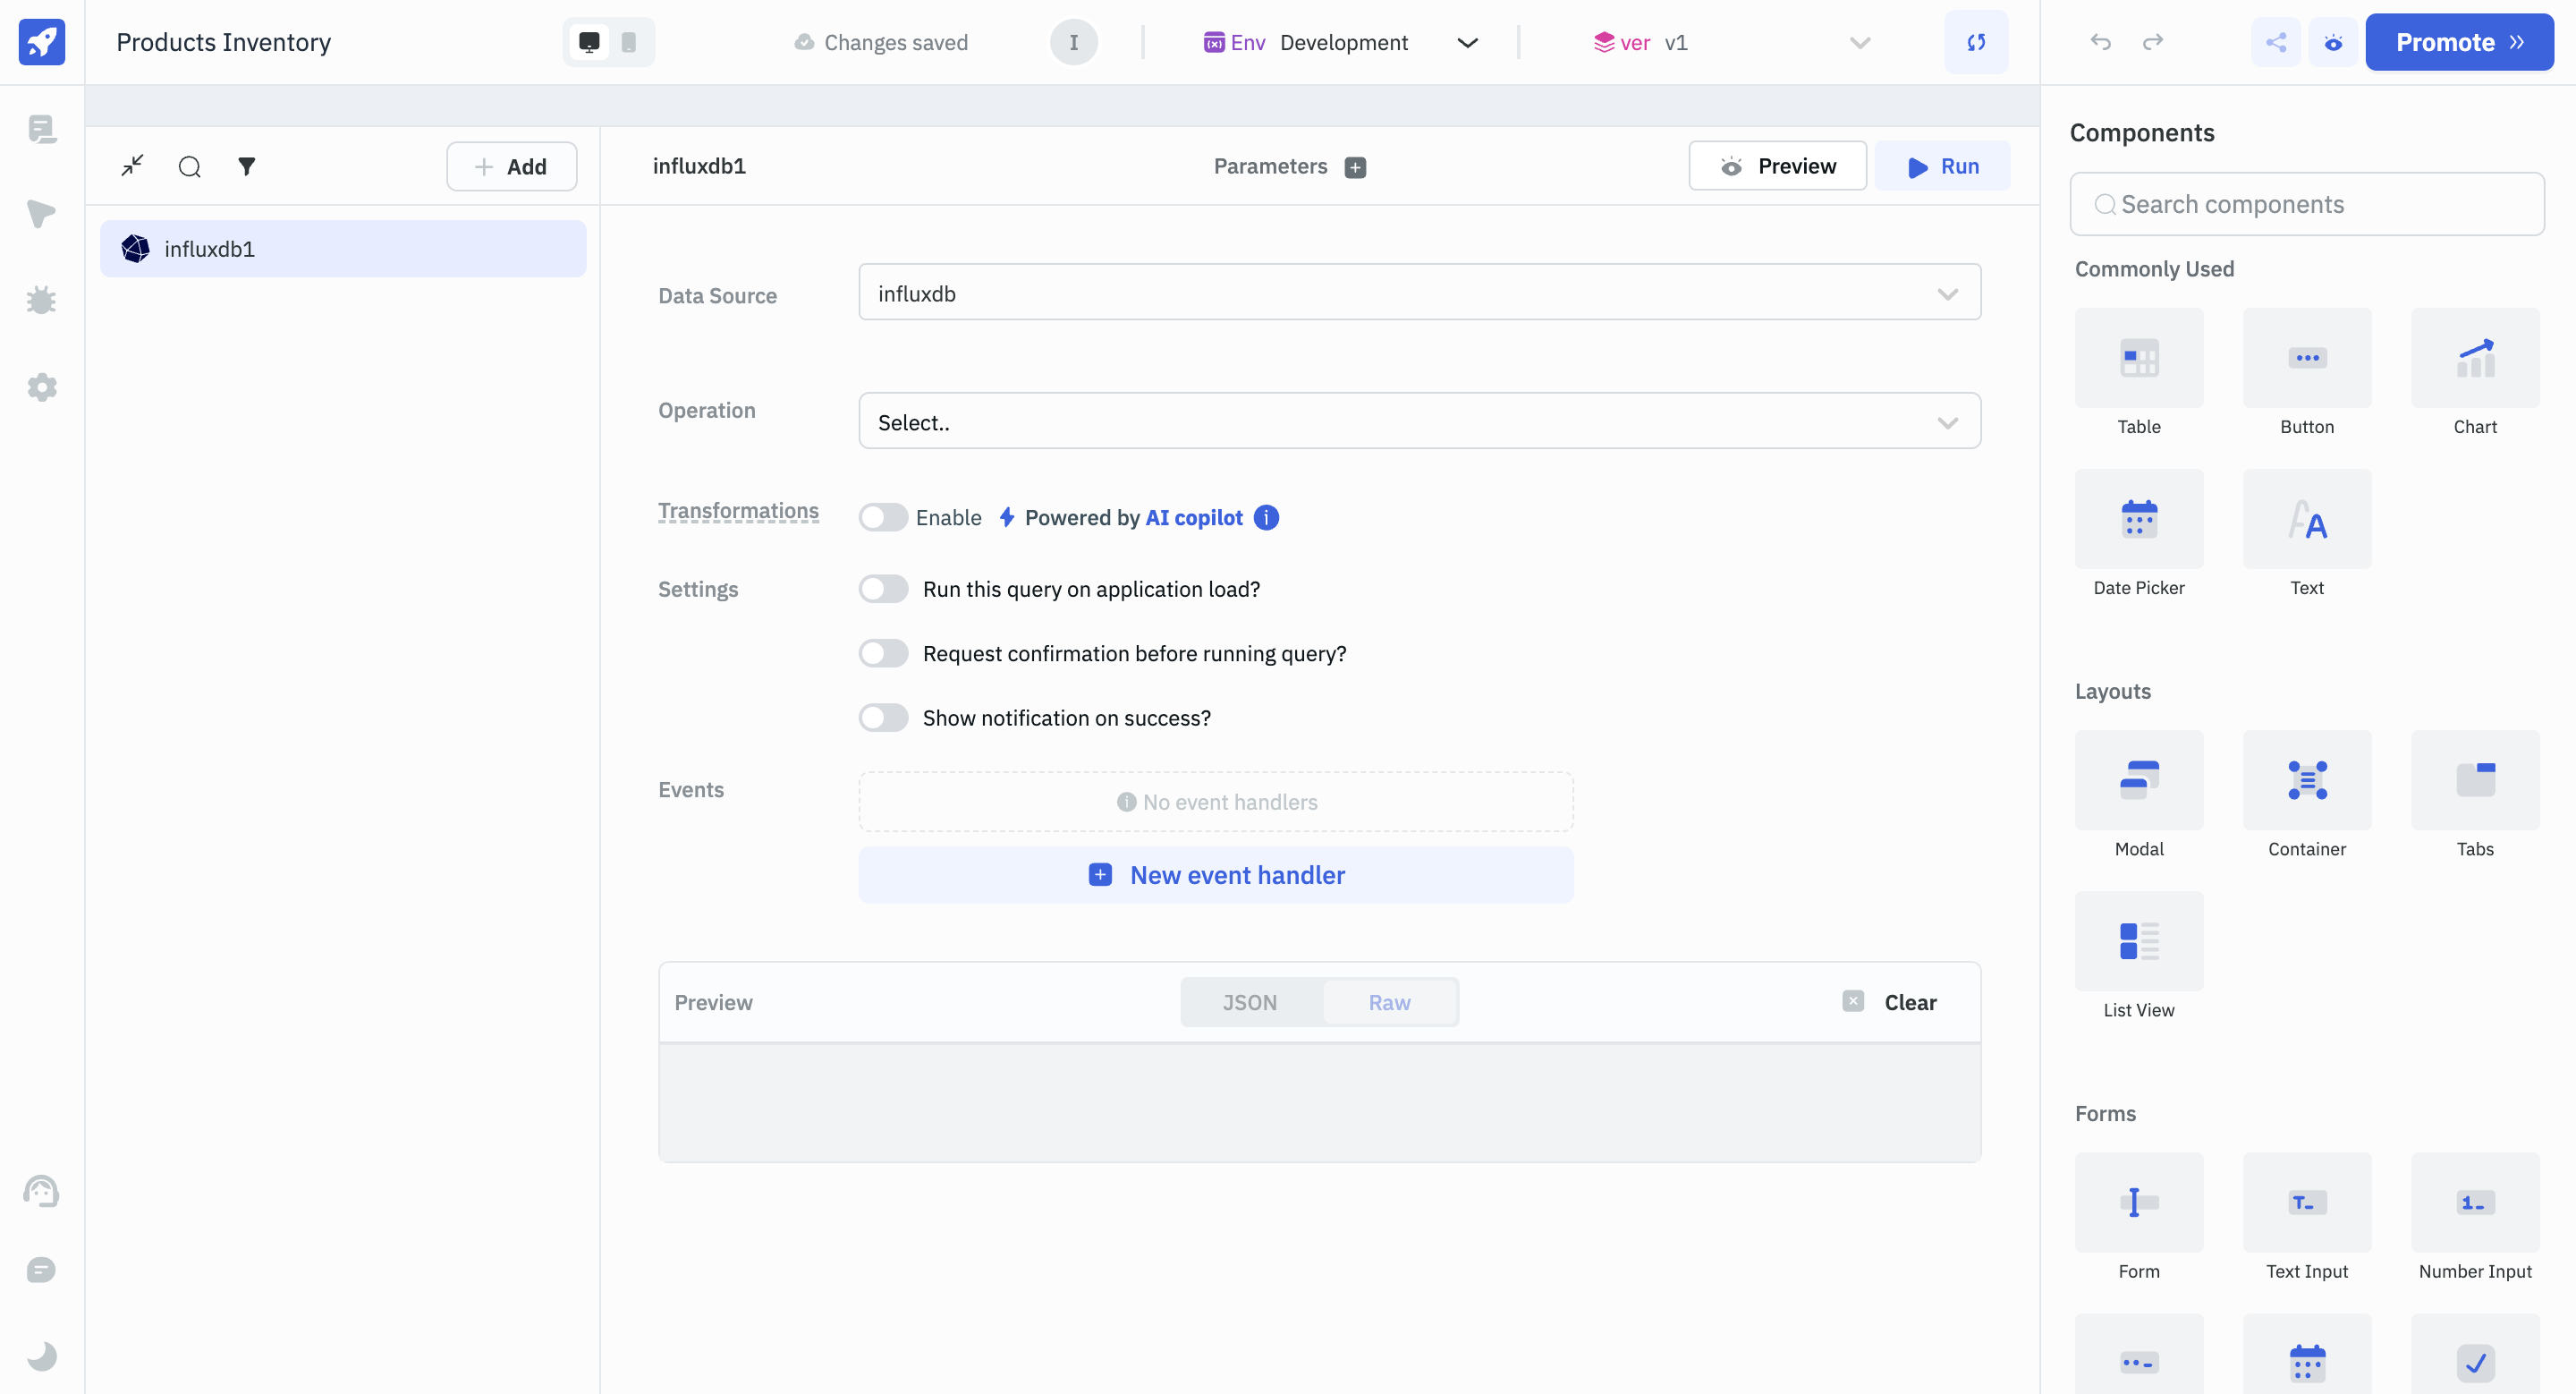 Products Inventory
Changes saved
I
Env Development
ver v1
Promote
Add
influxdb1
Parameters
Preview
Run
influxdb1
Data Source
influxdb
Operation
Select..
Transformations
Enable
Powered by AI copilot
Settings
Run this query on application load?
Request confirmation before running query?
Show notification on success?
Events
No event handlers
New event handler
Preview
JSON
Raw
Clear
Components
Search components
Commonly Used
Table
Button
Chart
Date Picker
Text
Layouts
Modal
Container
Tabs
List View
Forms
Form
Text Input
Number Input